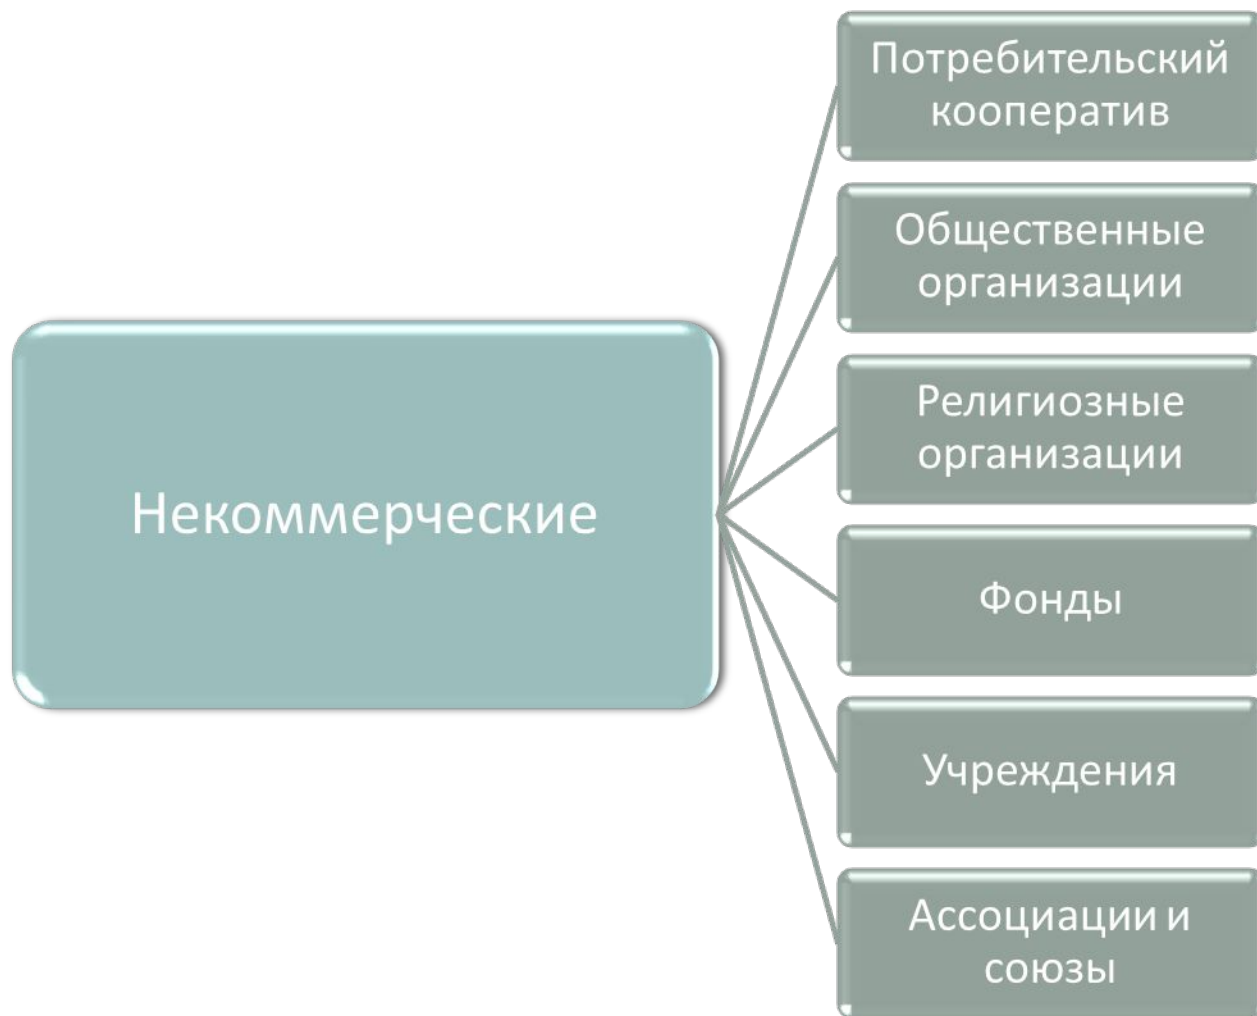 Некоммерческие
Потребительский
кооператив
Общественные
организации
Религиозные
организации
Фонды
Учреждения
Ассоциации и
союзы